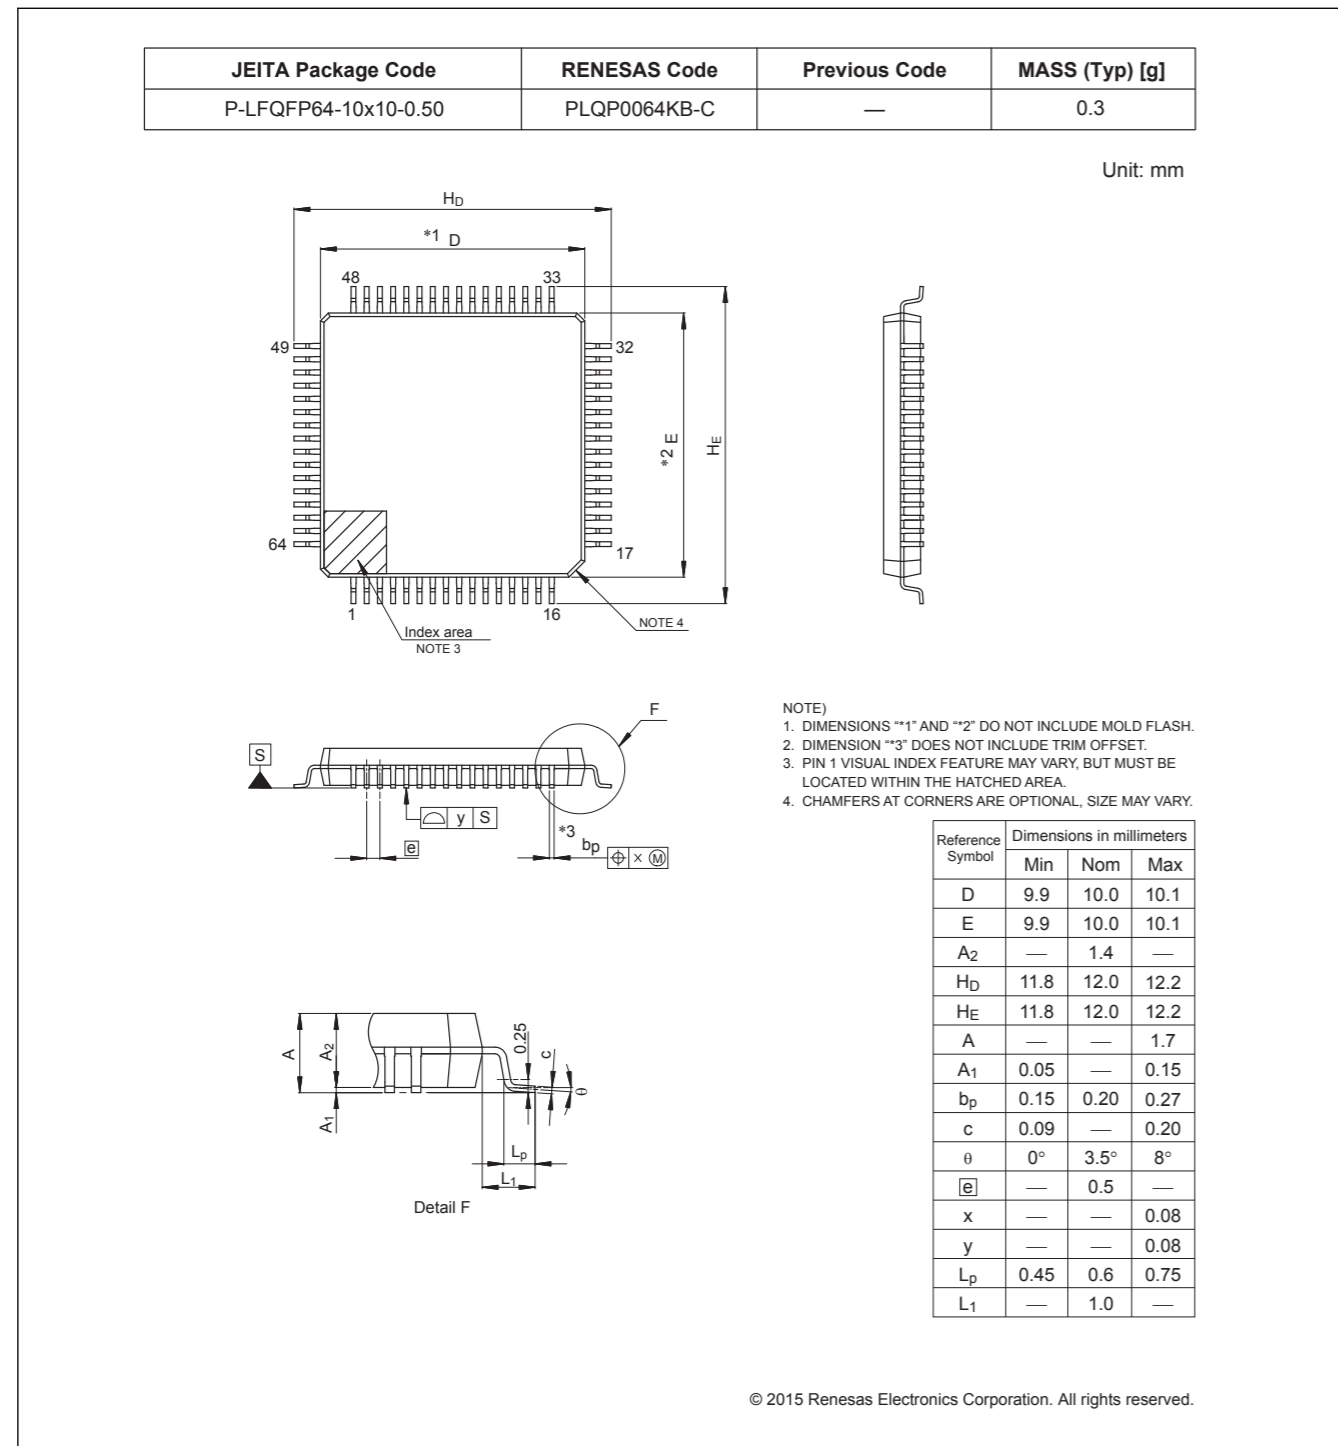 JEITA Package Code RENESAS Code Previous Code MASS (Typ) [g]
P-LFQFP64-10x10-0.50 PLQP0064KB-C — 0.3
Unit: mm
HD
*1 D
48 33
49 32
*2 E
HE
64 17
1 16
Index area
NOTE 3
NOTE 4
F
S
y S
e
*3
bp
x M
NOTE)
1. DIMENSIONS “*1” AND “*2” DO NOT INCLUDE MOLD FLASH.
2. DIMENSION “*3” DOES NOT INCLUDE TRIM OFFSET.
3. PIN 1 VISUAL INDEX FEATURE MAY VARY, BUT MUST BE
LOCATED WITHIN THE HATCHED AREA.
4. CHAMFERS AT CORNERS ARE OPTIONAL, SIZE MAY VARY.
Reference Symbol Dimensions in millimeters
Min Nom Max
D 9.9 10.0 10.1
E 9.9 10.0 10.1
A2 — 1.4 —
HD 11.8 12.0 12.2
HE 11.8 12.0 12.2
A — — 1.7
A1 0.05 — 0.15
bp 0.15 0.20 0.27
c 0.09 — 0.20
θ 0° 3.5° 8°
e — 0.5 —
x — — 0.08
y — — 0.08
Lp 0.45 0.6 0.75
L1 — 1.0 —
A
A2
A1
0.25
c
θ
Lp
L1
Detail F
© 2015 Renesas Electronics Corporation. All rights reserved.